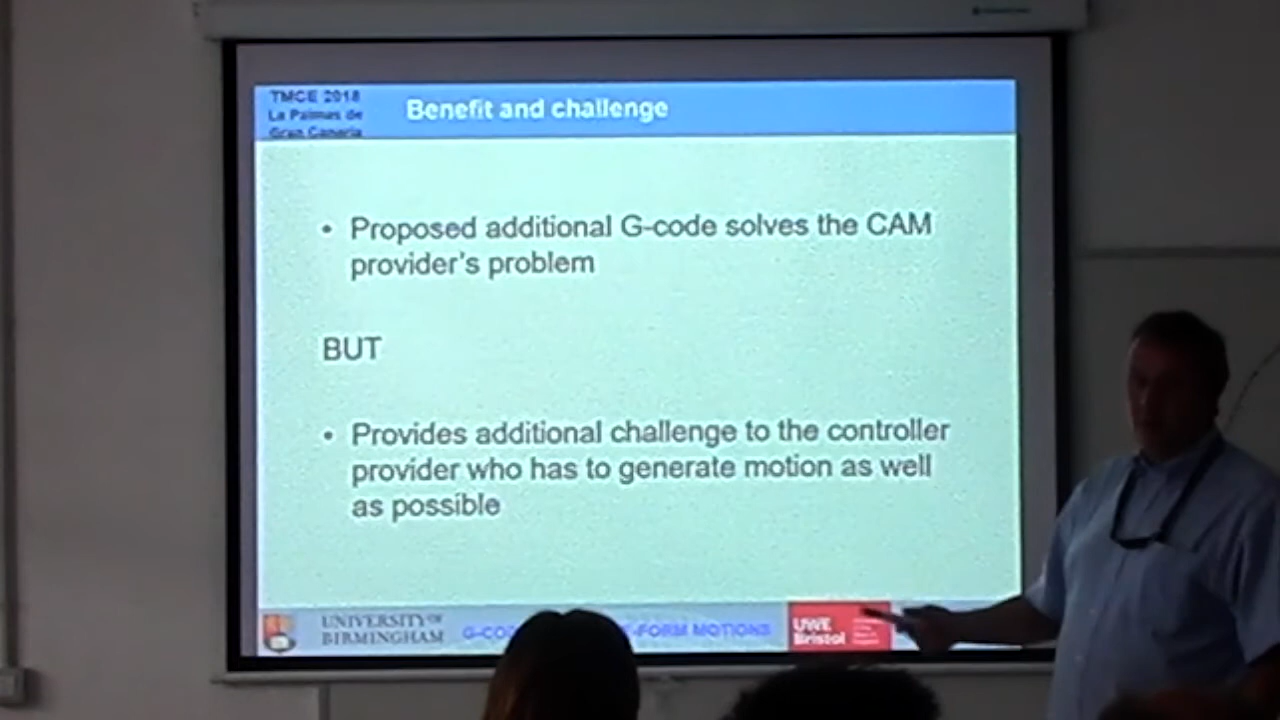 TMCE 2018
La Palmas de
Gran Canaria
Benefit and challenge
• Proposed additional G-code solves the CAM
provider's problem
BUT
• Provides additional challenge to the controller
provider who has to generate motion as well
as possible
UNIVERSITY OF
BIRMINGHAM
-FORM MOTIONS
UWE
Bristol